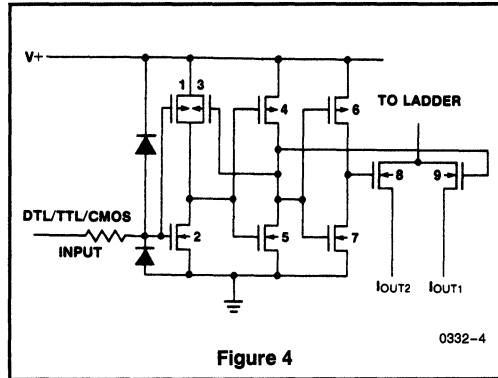 V+
1 3
4
6
TO LADDER
8
9
DTL/TTL/CMOS
INPUT
2
5
7
IOUT2
IOUT1
0332–4
Figure 4